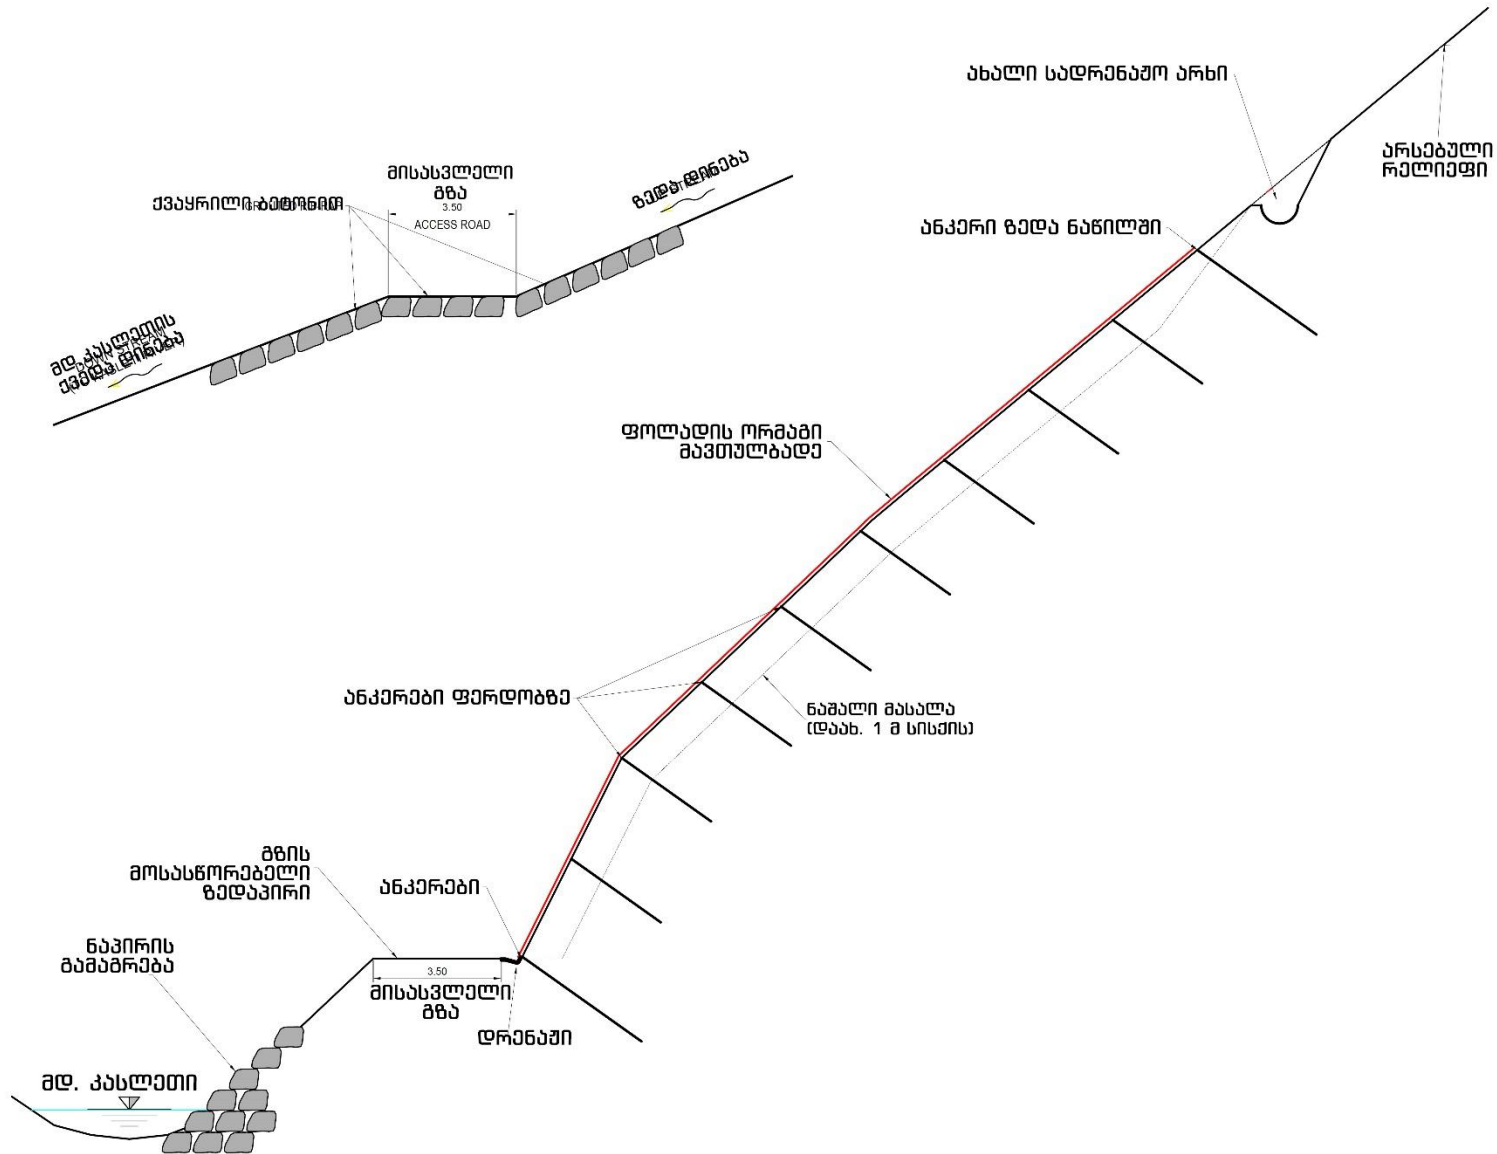 ახალი სადრენაჟო არხი
არსებული
რელიეფი
მისასვლელი
გზა
3.50
ACCESS ROAD
ქვაყრილი ბეტონით
ზედა დინება
ანკერი ზედა ნაწილში
მდ. კასლეთის
ქვედა დინება
DOWN STREAM
ფოლადის ორმაგი
მავთულბადე
ანკერები ფერდობზე
ნაშალი მასალა
(დაახ. 1 მ სისქის)
გზის
მოსასწორებელი
ზედაპირი
ანკერები
ნაპირის
გამაგრება
3.50
მისასვლელი
გზა
დრენაჟი
მდ. კასლეთი